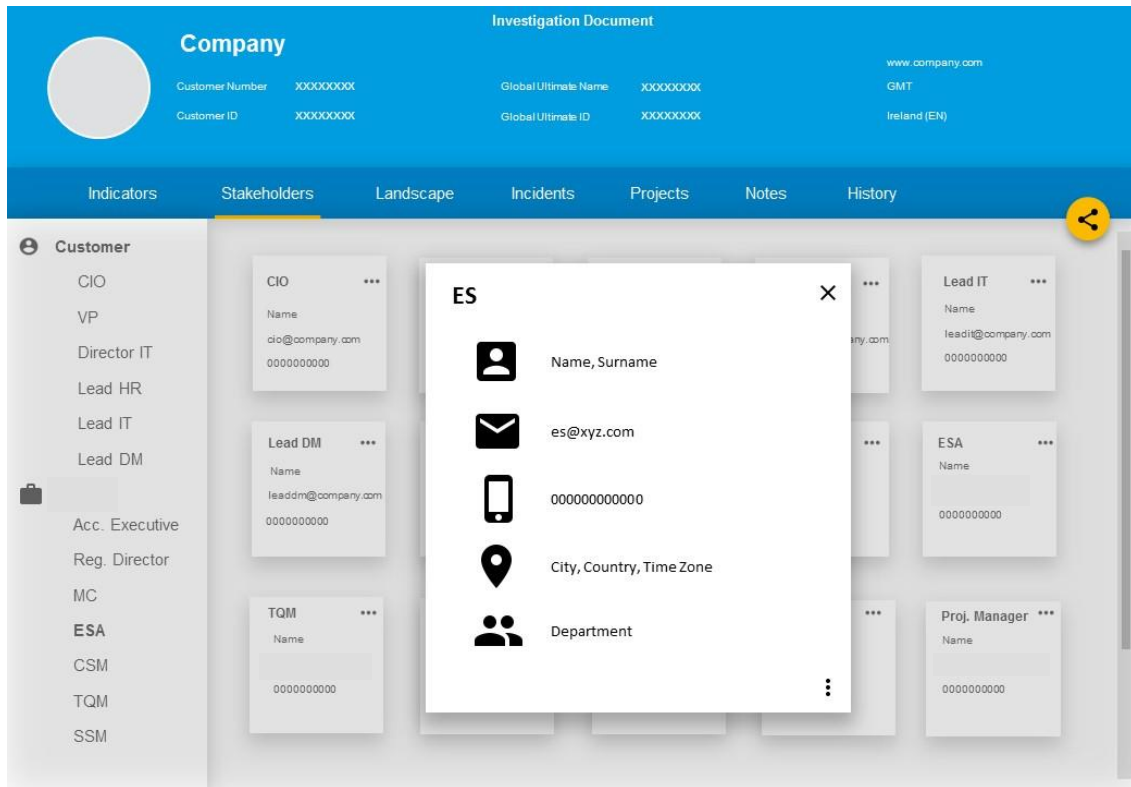 Investigation Document
Company
Customer Number XXXXXXXX
Global Ultimate Name XXXXXXXX
www.company.com
GMT
Customer ID XXXXXXXX
Global Ultimate ID XXXXXXXX
Ireland (EN)
Indicators Stakeholders Landscape Incidents Projects Notes History
Customer
CIO
VP
Director IT
Lead HR
Lead IT
Lead DM
Acc. Executive
Reg. Director
MC
ESA
CSM
TQM
SSM
CIO
Name
cio@company.com
0000000000
Lead IT
Name
leadit@company.com
0000000000
Lead DM
Name
leaddm@company.com
0000000000
ESA
Name
0000000000
TQM
Name
0000000000
Proj. Manager
Name
0000000000
ES
Name, Surname
es@xyz.com
000000000000
City, Country, Time Zone
Department